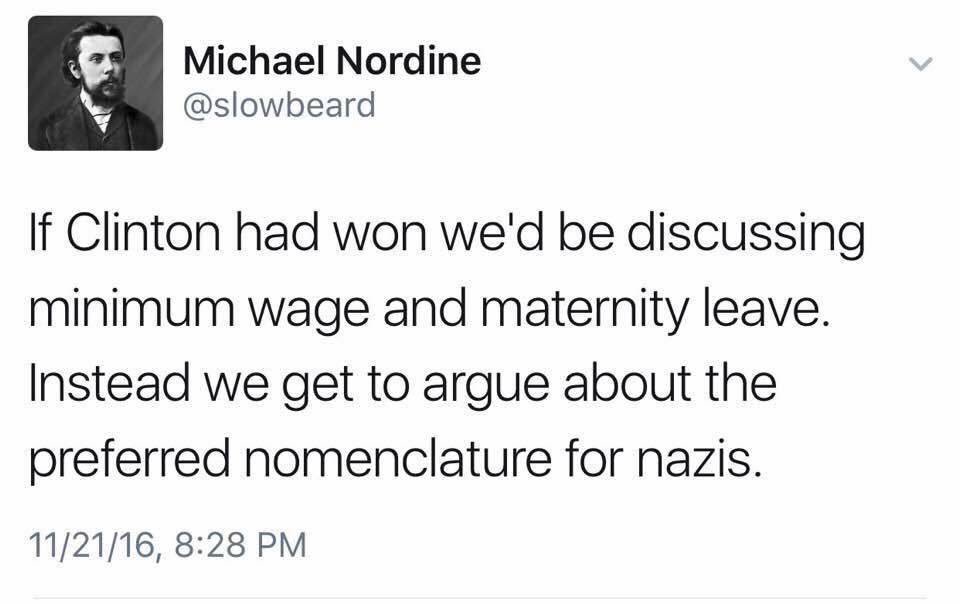 Michael Nordine
@slowbeard
If Clinton had won we'd be discussing
minimum wage and maternity leave.
Instead we get to argue about the
preferred nomenclature for nazis.
11/21/16, 8:28 PM